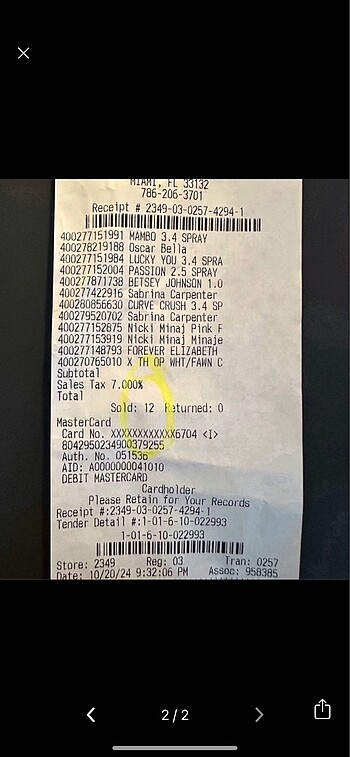 MIAMI, FL 33132
786-206-3701
Receipt # 2349-03-0257-4294-1
400277151991 MAMBO 3.4 SPRAY
400278219188 Oscar Bella
400277151984 LUCKY YOU 3.4 SPRA
400277152004 PASSION 2.5 SPRAY
400277871738 BETSEY JOHNSON 1.0
400277422916 Sabrina Carpenter
400280856630 CURVE CRUSH 3.4 SP
400279520702 Sabrina Carpenter
400277152875 Nicki Minaj Pink F
400277153919 Nicki Minaj Minaje
400277148793 FOREVER ELIZABETH
400270765010 X TH OP WHT/FAWN C
Subtotal
Sales Tax 7.000%
Total
Sold: 12 Returned: 0
MasterCard
Card No. XXXXXXXXXXXX6704 <I>
8042950234900379255
Auth. No. 051536
AID: A0000000041010
DEBIT MASTERCARD
Cardholder
Please Retain for Your Records
Receipt #:2349-03-0257-4294-1
Tender Detail #:1-01-6-10-022993
1-01-6-10-022993
Store: 2349 Reg: 03 Tran: 0257
Date: 10/20/24 9:32:06 PM Assoc: 958385
2/2